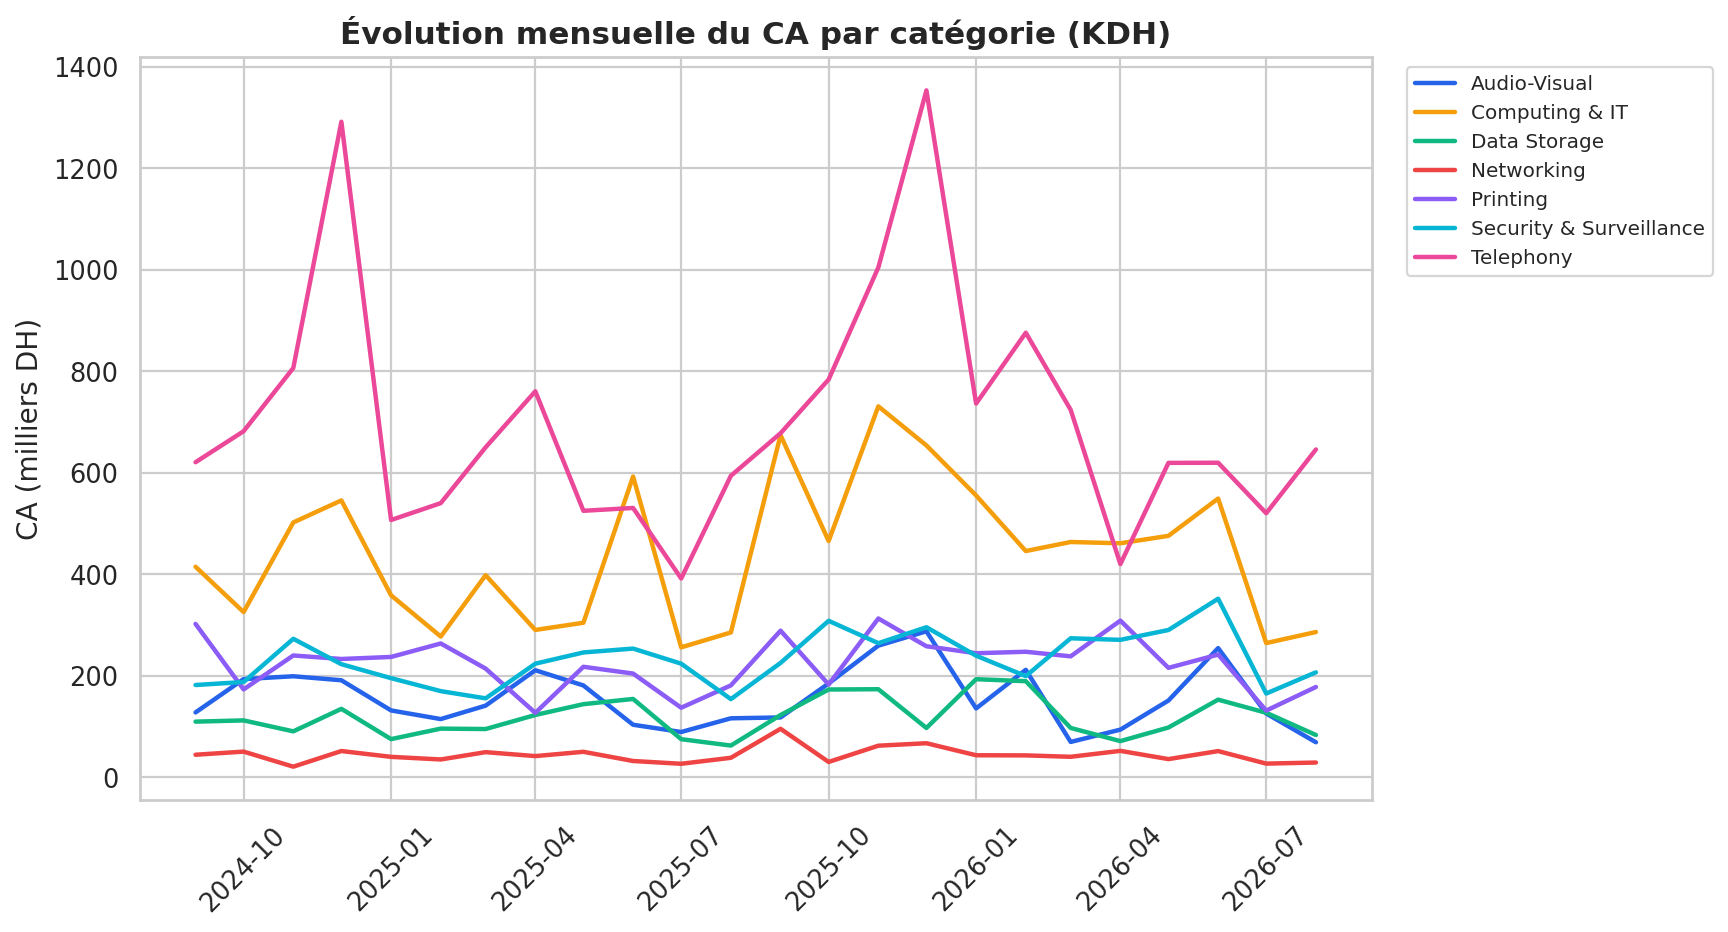 Évolution mensuelle du CA par catégorie (KDH)
CA (milliers DH)
1400
1200
1000
800
600
400
200
0
2024-10
2025-01
2025-04
2025-07
2025-10
2026-01
2026-04
2026-07
Audio-Visual
Computing & IT
Data Storage
Networking
Printing
Security & Surveillance
Telephony